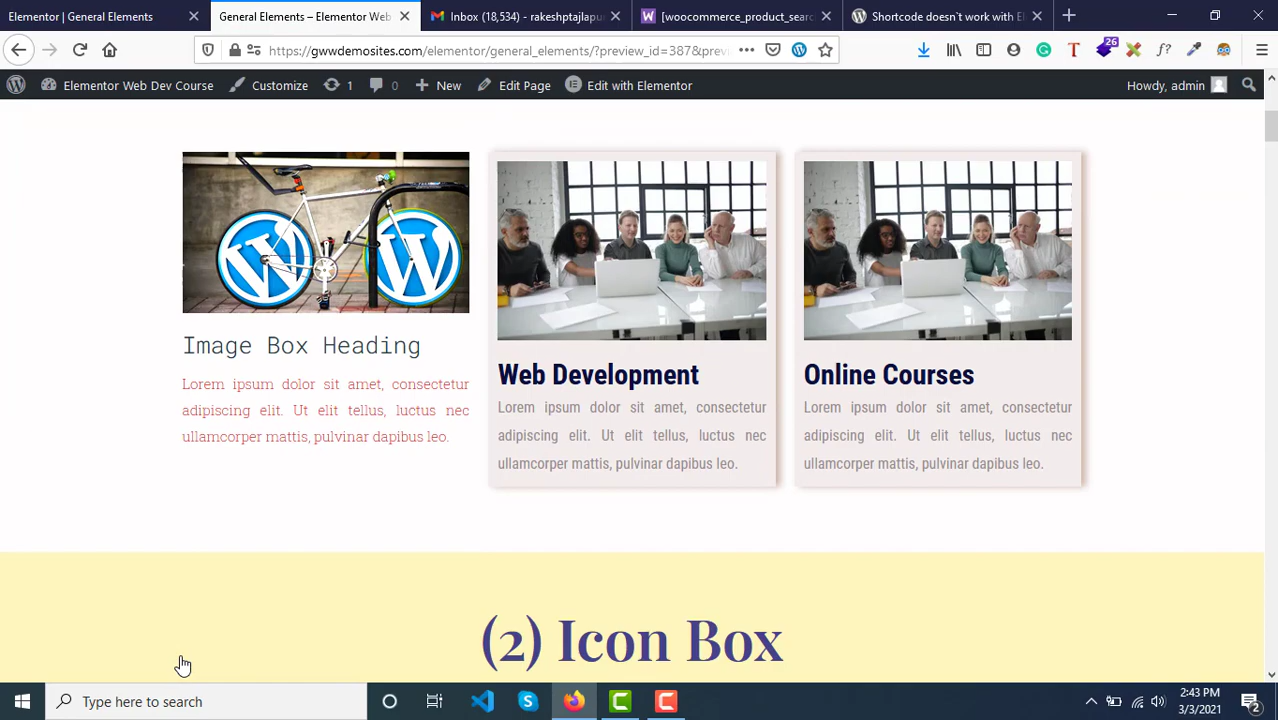 Elementor | General Elements
General Elements – Elementor Web
Inbox (18,534) - rakeshptajlapu
[woocommerce_product_sear
Shortcode doesn`t work with El
https://gwwdemosites.com/elementor/general_elements/?preview_id=387&previ
26
Elementor Web Dev Course
Customize
1
0
New
Edit Page
Edit with Elementor
Howdy, admin
Image Box Heading
Lorem ipsum dolor sit amet, consectetur
adipiscing elit. Ut elit tellus, luctus nec
ullamcorper mattis, pulvinar dapibus leo.
Web Development
Lorem ipsum dolor sit amet, consectetur
adipiscing elit. Ut elit tellus, luctus nec
ullamcorper mattis, pulvinar dapibus leo.
Online Courses
Lorem ipsum dolor sit amet, consectetur
adipiscing elit. Ut elit tellus, luctus nec
ullamcorper mattis, pulvinar dapibus leo.
(2) Icon Box
Type here to search
2:43 PM
3/3/2021
2